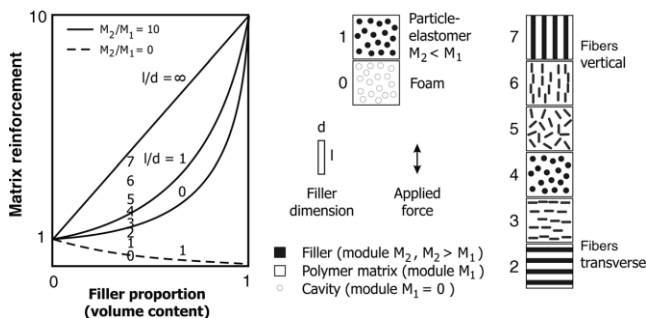 10
M₂/M₁ = 10
M₂/M₁ = 0
l/d = ∞
l/d = 1
7
6
5
4
3
2
1
0
0
1
1
0
1
Matrix reinforcement
Filler proportion
(volume content)
1
Particle-
elastomer
M₂ < M₁
0
Foam
d
l
Filler
dimension
Applied
force
Filler (module M₂, M₂ > M₁)
Polymer matrix (module M₁)
Cavity (module M₁ = 0)
7
Fibers
vertical
6
5
4
3
2
Fibers
transverse